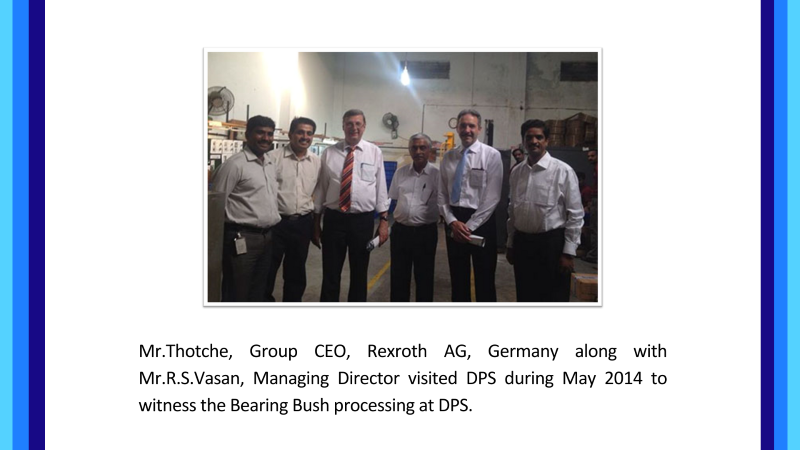 Mr.Thotche, Group CEO, Rexroth AG, Germany along with
Mr.R.S.Vasan, Managing Director visited DPS during May 2014 to
witness the Bearing Bush processing at DPS.